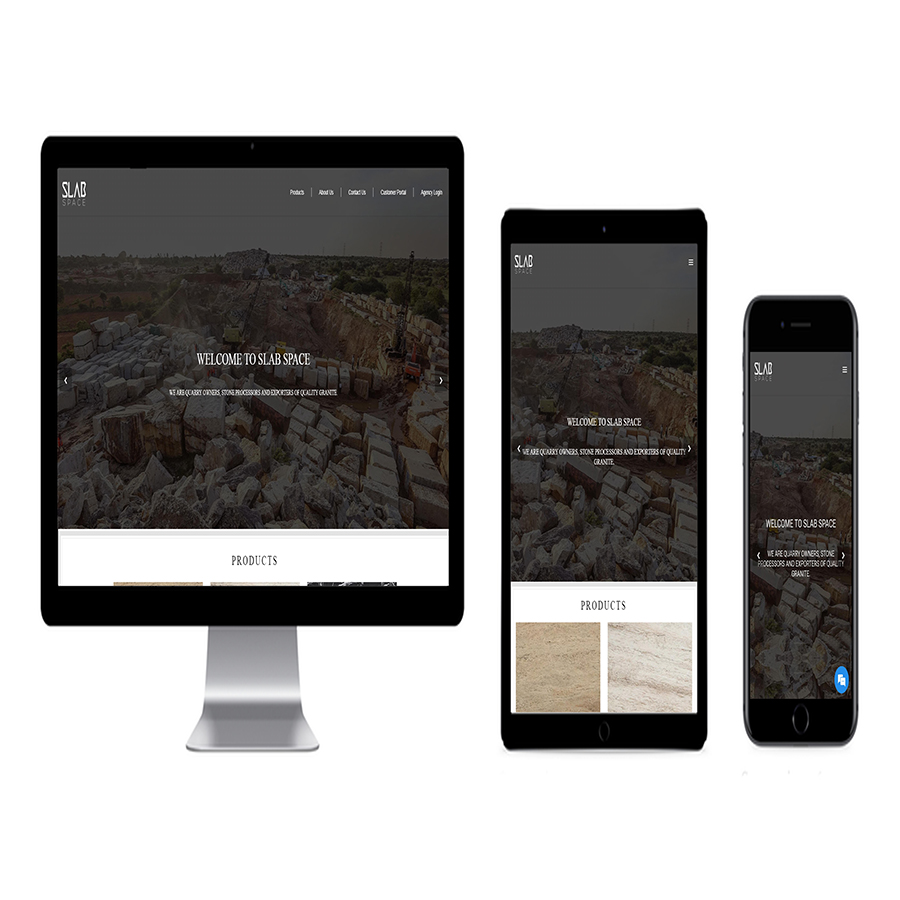 SLAB
SPACE
Products | About Us | Contact Us | Customer Portal | Agency Login
WELCOME TO SLAB SPACE
WE ARE QUARRY OWNERS, STONE PROCESSORS AND EXPORTERS OF QUALITY GRANITE.
PRODUCTS
SLAB
SPACE
WELCOME TO SLAB SPACE
WE ARE QUARRY OWNERS, STONE PROCESSORS AND EXPORTERS OF QUALITY
GRANITE.
PRODUCTS
SLAB
SPACE
WELCOME TO SLAB SPACE
WE ARE QUARRY OWNERS, STONE
PROCESSORS AND EXPORTERS OF QUALITY
GRANITE.